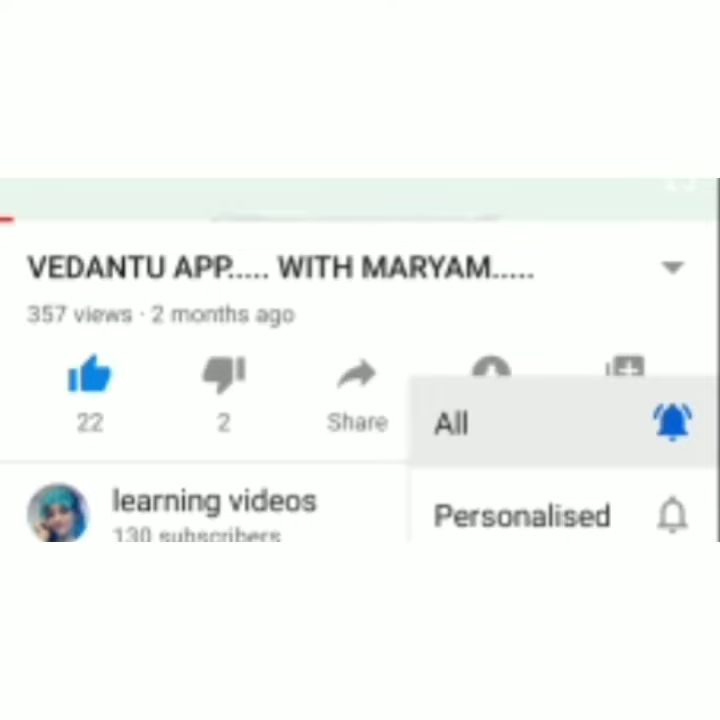 VEDANTU APP..... WITH MARYAM.....
357 views · 2 months ago
22
2
Share
All
learning videos
130 subscribers
Personalised